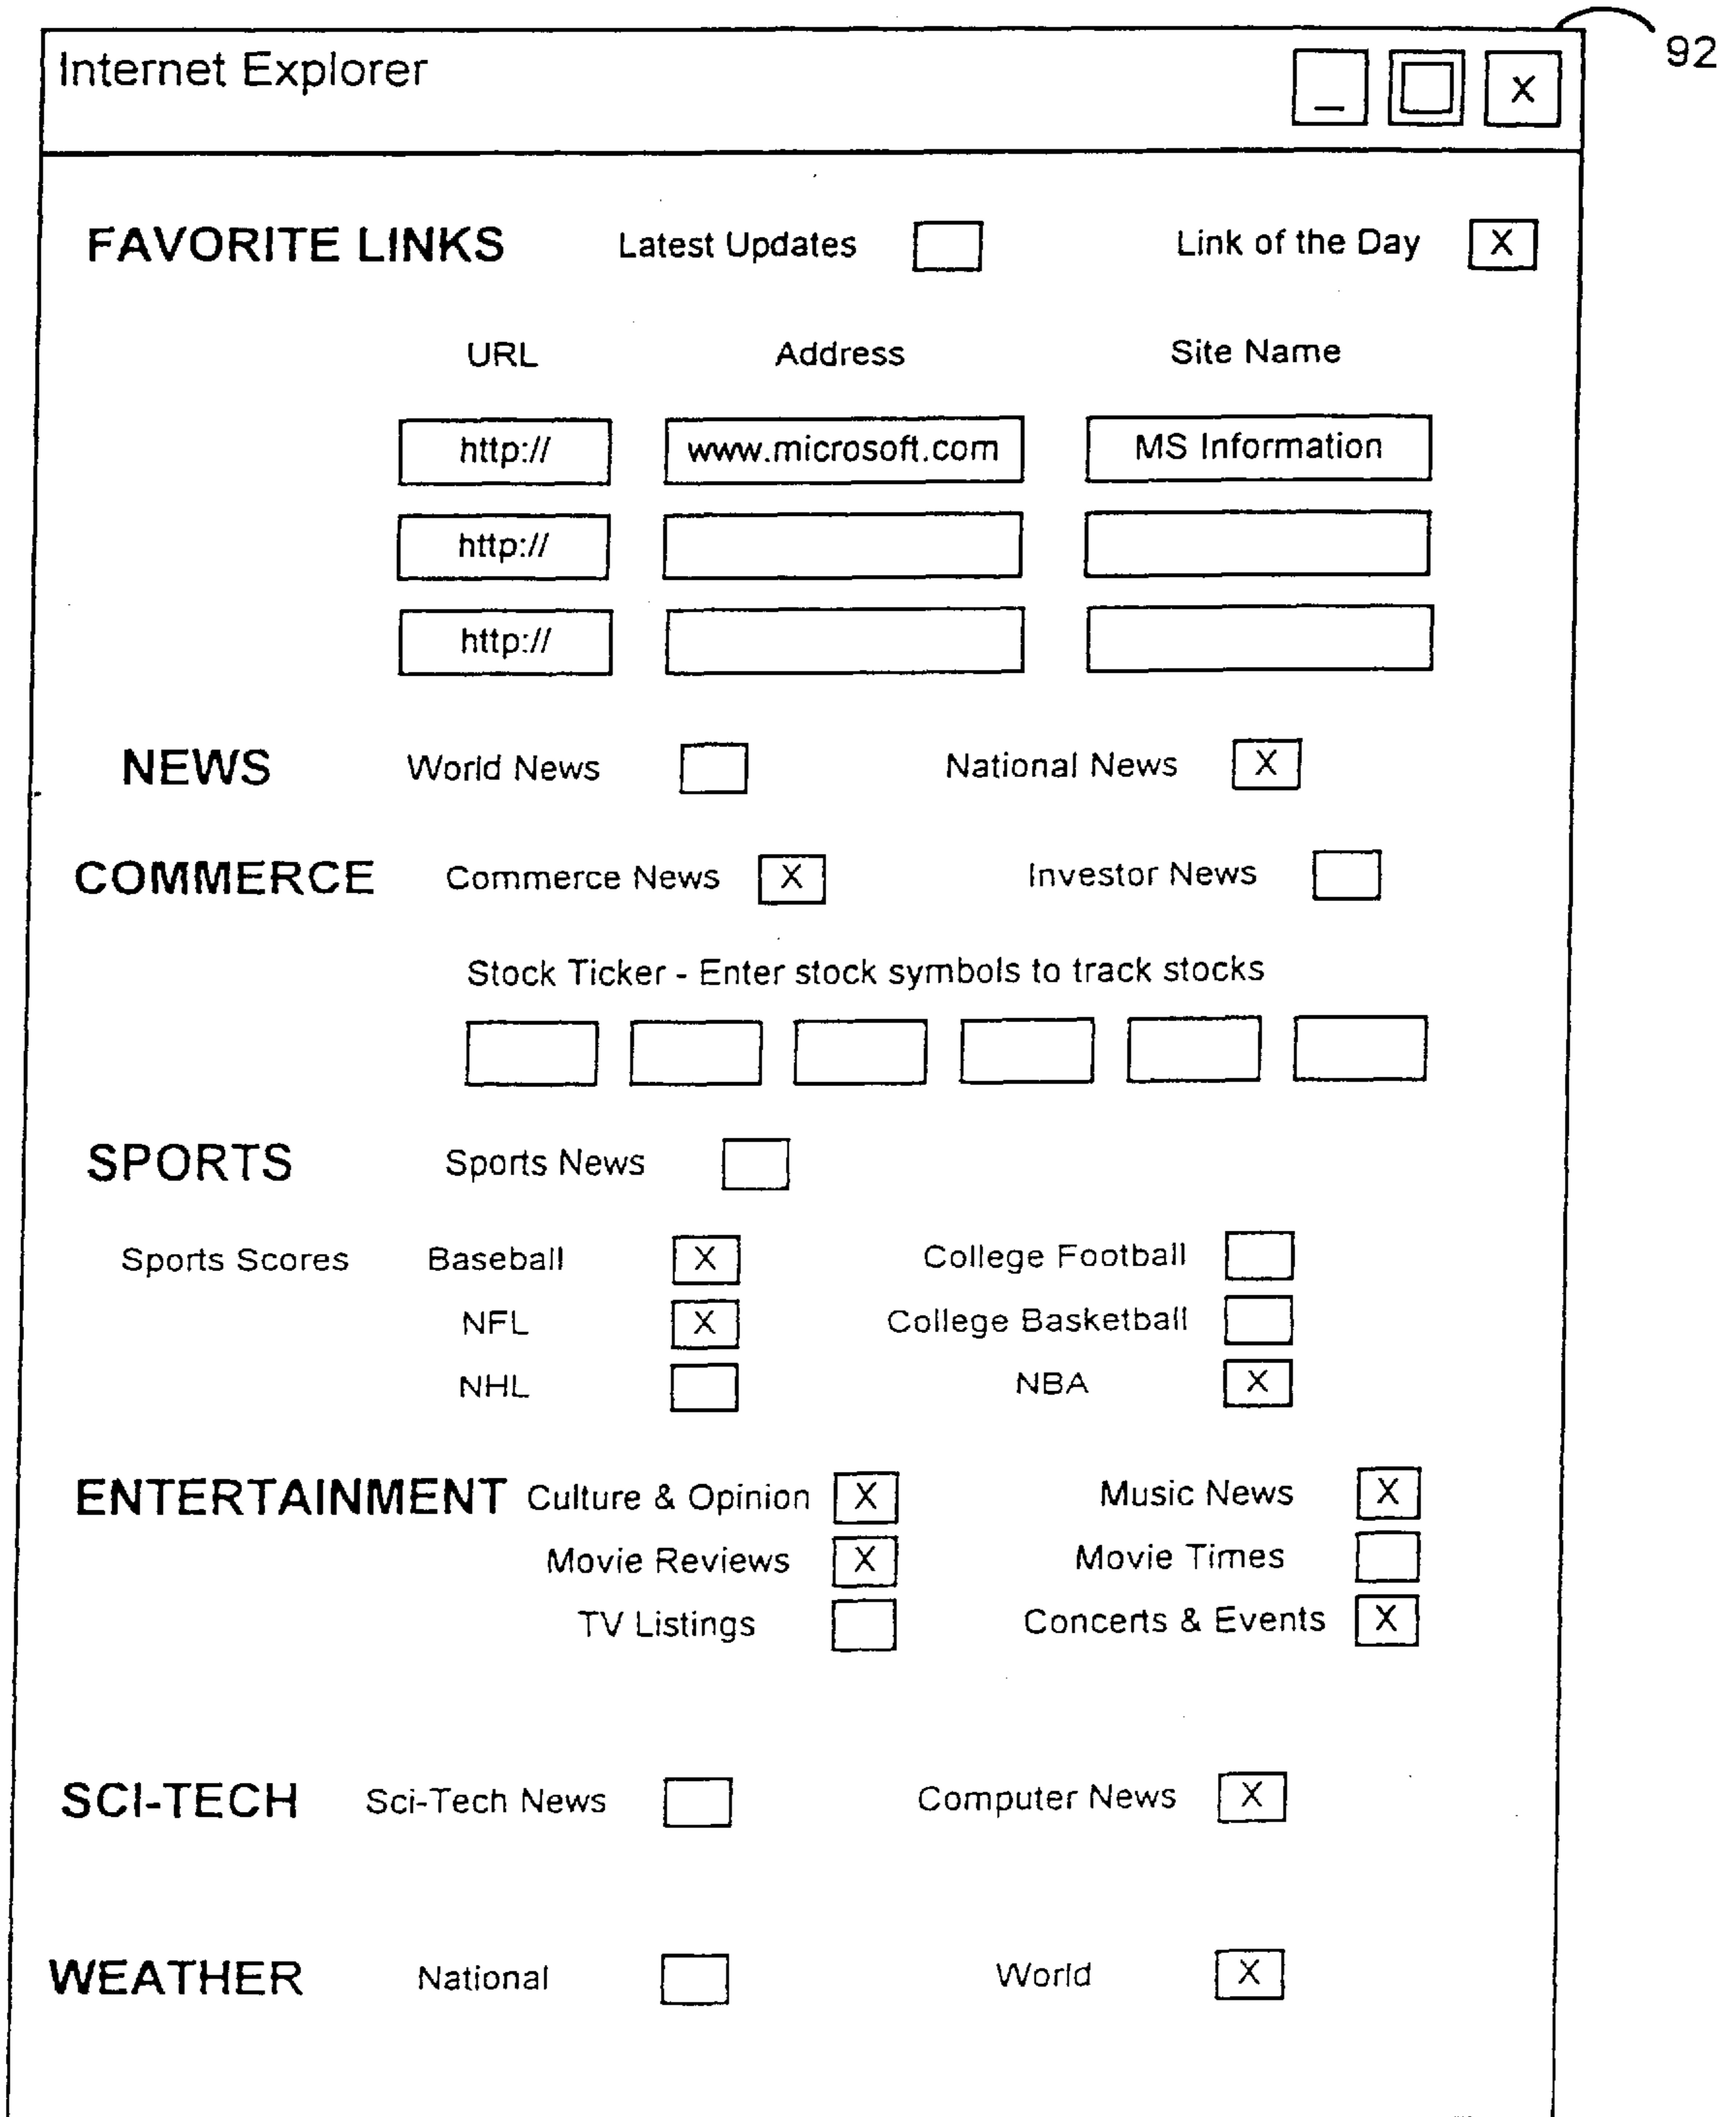 92
Internet Explorer _ X
FAVORITE LINKS Latest Updates Link of the Day X
URL Address Site Name
http:// www.microsoft.com MS Information
http://
http://
NEWS World News National News X
COMMERCE Commerce News X Investor News
Stock Ticker - Enter stock symbols to track stocks
SPORTS Sports News
Sports Scores Baseball X College Football
NFL X College Basketball
NHL NBA X
ENTERTAINMENT Culture & Opinion X Music News X
Movie Reviews X Movie Times
TV Listings Concerts & Events X
SCI-TECH Sci-Tech News Computer News X
WEATHER National World X